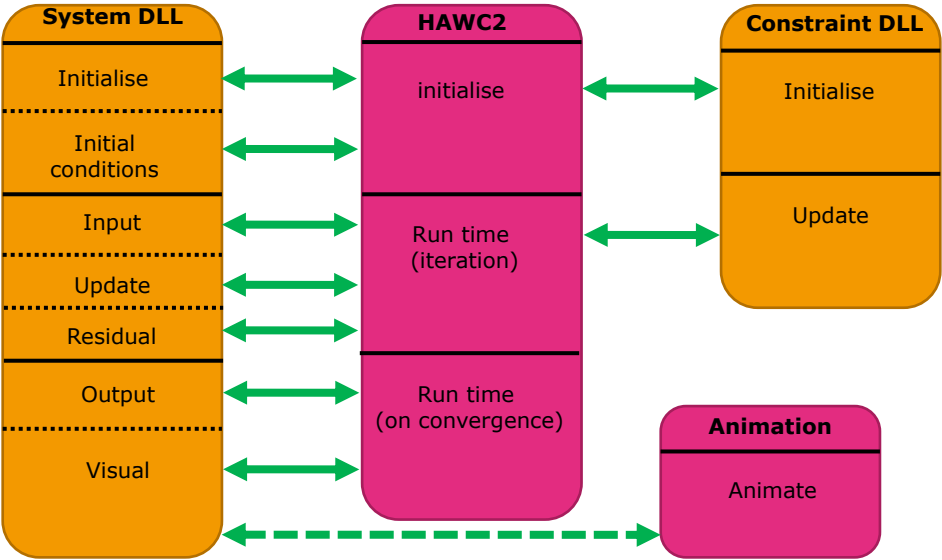 System DLL
Initialise
Initial
conditions
Input
Update
Residual
Output
Visual
HAWC2
initialise
Run time
(iteration)
Run time
(on convergence)
Constraint DLL
Initialise
Update
Animation
Animate